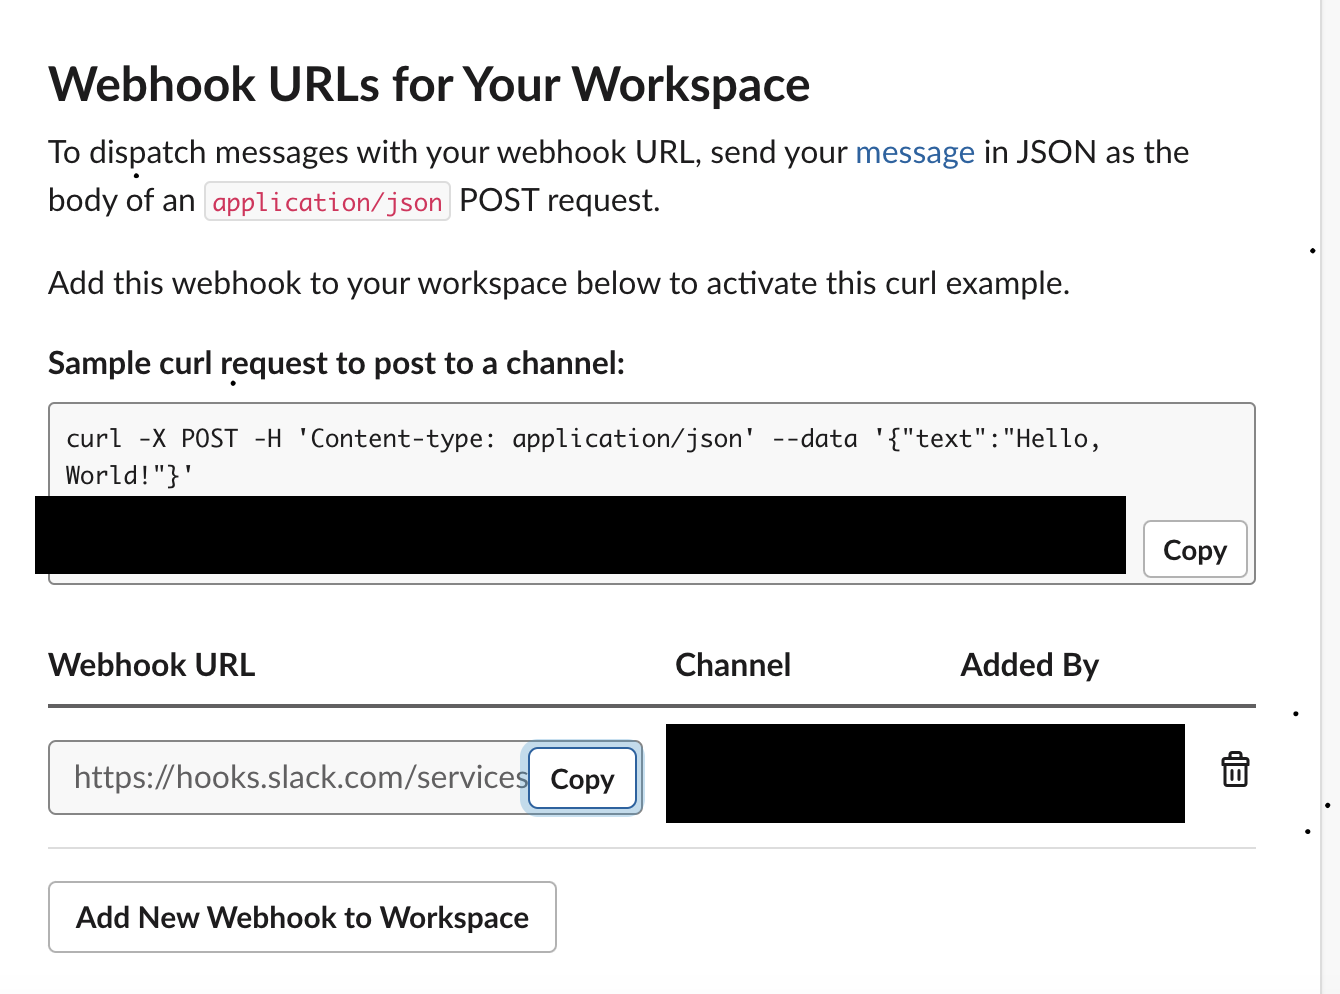 Webhook URLs for Your Workspace
To dispatch messages with your webhook URL, send your message in JSON as the
body of an application/json POST request.
Add this webhook to your workspace below to activate this curl example.
Sample curl request to post to a channel:
curl -X POST -H 'Content-type: application/json' --data '{"text":"Hello,
World!"}'
Copy
Webhook URL Channel Added By
https://hooks.slack.com/services Copy
Add New Webhook to Workspace